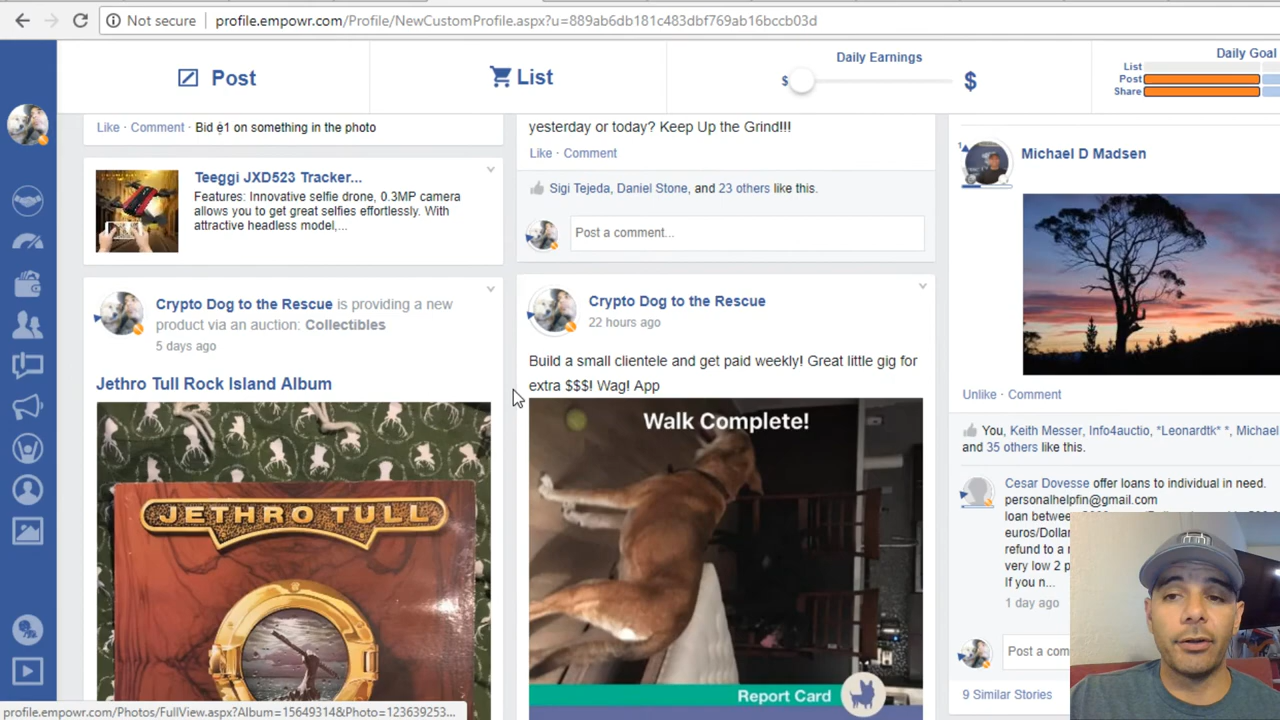 Not secure | profile.empowr.com/Profile/NewCustomProfile.aspx?u=889ab6db181c483dbf769ab16bccb03d
Post
List
Daily Earnings
$
$
Daily Goal
List
Post
Share
Like · Comment · Bid ȼ1 on something in the photo
Teeggi JXD523 Tracker...
Features: Innovative selfie drone, 0.3MP camera
allows you to get great selfies effortlessly. With
attractive headless model,...
Crypto Dog to the Rescue is providing a new
product via an auction: Collectibles
5 days ago
Jethro Tull Rock Island Album
JETHRO TULL
yesterday or today? Keep Up the Grind!!!
Like · Comment
Sigi Tejeda, Daniel Stone, and 23 others like this.
Post a comment...
Crypto Dog to the Rescue
22 hours ago
Build a small clientele and get paid weekly! Great little gig for
extra $$$! Wag! App
Walk Complete!
Report Card
1
Michael D Madsen
Unlike · Comment
You, Keith Messer, Info4auctio, *Leonardtk* *, Michael
and 35 others like this.
Cesar Dovesse offer loans to individual in need.
personalhelpfin@gmail.com
loan betwe
euros/Dollar
refund to a
very low 2 p
If you n...
1 day ago
Post a com
9 Similar Stories
profile.empowr.com/Photos/FullView.aspx?Album=15649314&Photo=123639253...